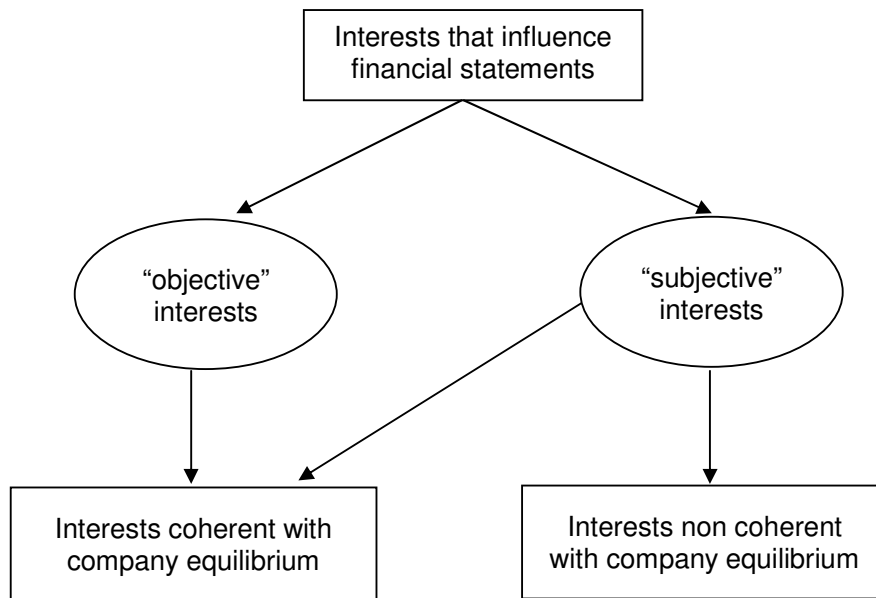 Interests that influence
financial statements
“objective”
interests
“subjective”
interests
Interests coherent with
company equilibrium
Interests non coherent
with company equilibrium